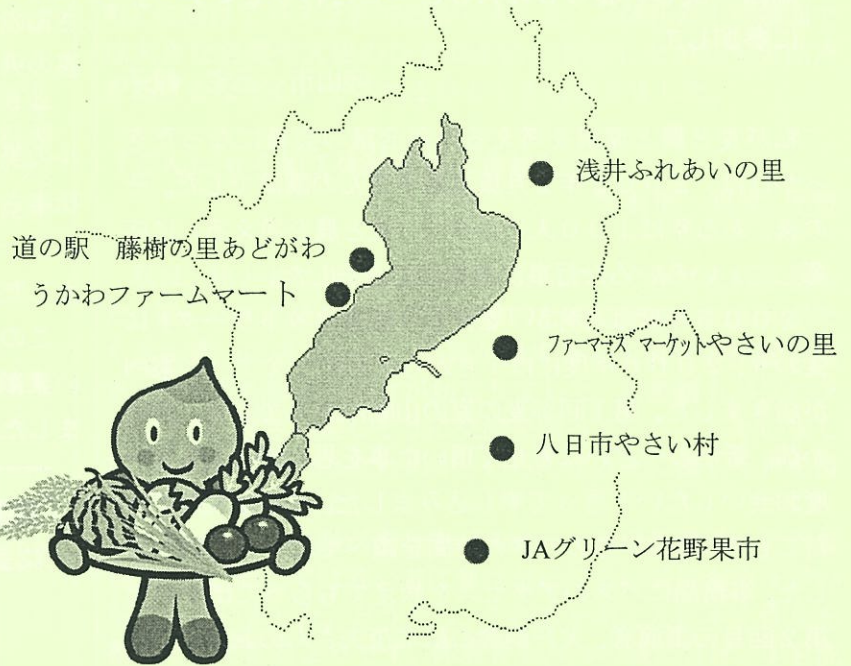 浅井ふれあいの里
道の駅　藤樹の里あどがわ
うかわファームマート
ファーマーズマーケットやさいの里
八日市やさい村
JAグリーン花野果市